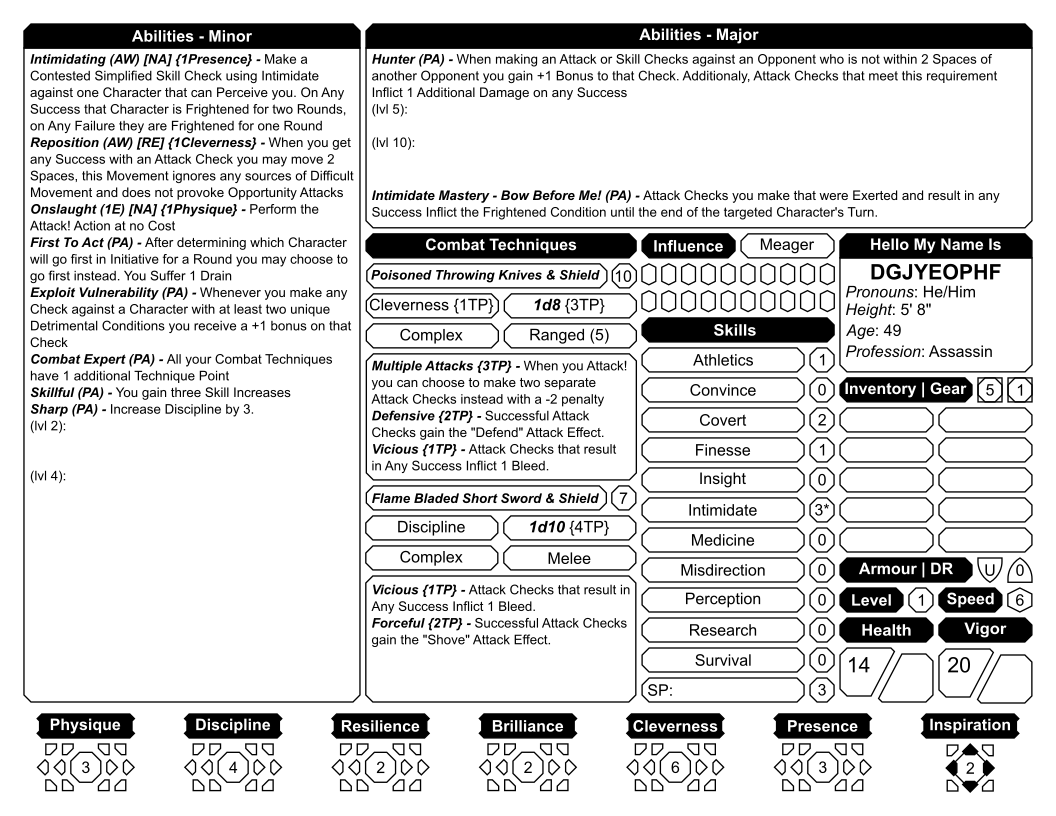 Abilities - Minor
Intimidating (AW) [NA] {1Presence} - Make a
Contested Simplified Skill Check using Intimidate
against one Character that can Perceive you. On Any
Success that Character is Frightened for two Rounds,
on Any Failure they are Frightened for one Round
Reposition (AW) [RE] {1Cleverness} - When you get
any Success with an Attack Check you may move 2
Spaces, this Movement ignores any sources of Difficult
Movement and does not provoke Opportunity Attacks
Onslaught (1E) [NA] {1Physique} - Perform the
Attack! Action at no Cost
First To Act (PA) - After determining which Character
will go first in Initiative for a Round you may choose to
go first instead. You Suffer 1 Drain
Exploit Vulnerability (PA) - Whenever you make any
Check against a Character with at least two unique
Detrimental Conditions you receive a +1 bonus on that
Check
Combat Expert (PA) - All your Combat Techniques
have 1 additional Technique Point
Skillful (PA) - You gain three Skill Increases
Sharp (PA) - Increase Discipline by 3.
(lvl 2):
(lvl 4):
Abilities - Major
Hunter (PA) - When making an Attack or Skill Checks against an Opponent who is not within 2 Spaces of
another Opponent you gain +1 Bonus to that Check. Additionaly, Attack Checks that meet this requirement
Inflict 1 Additional Damage on any Success
(lvl 5):
(lvl 10):
Intimidate Mastery - Bow Before Me! (PA) - Attack Checks you make that were Exerted and result in any
Success Inflict the Frightened Condition until the end of the targeted Character's Turn.
Combat Techniques
Poisoned Throwing Knives & Shield 10
Cleverness {1TP} 1d8 {3TP}
Complex Ranged (5)
Multiple Attacks {3TP} - When you Attack!
you can choose to make two separate
Attack Checks instead with a -2 penalty
Defensive {2TP} - Successful Attack
Checks gain the "Defend" Attack Effect.
Vicious {1TP} - Attack Checks that result
in Any Success Inflict 1 Bleed.
Flame Bladed Short Sword & Shield 7
Discipline 1d10 {4TP}
Complex Melee
Vicious {1TP} - Attack Checks that result in
Any Success Inflict 1 Bleed.
Forceful {2TP} - Successful Attack Checks
gain the "Shove" Attack Effect.
Influence Meager
Skills
Athletics 1
Convince 0
Covert 2
Finesse 1
Insight 0
Intimidate 3*
Medicine 0
Misdirection 0
Perception 0
Research 0
Survival 0
SP: 3
Hello My Name Is
DGJYEOPHF
Pronouns: He/Him
Height: 5' 8"
Age: 49
Profession: Assassin
Inventory | Gear 5 1
Armour | DR U 0
Level 1 Speed 6
Health Vigor
14 20
Physique Discipline Resilience Brilliance Cleverness Presence Inspiration
3 4 2 2 6 3 2